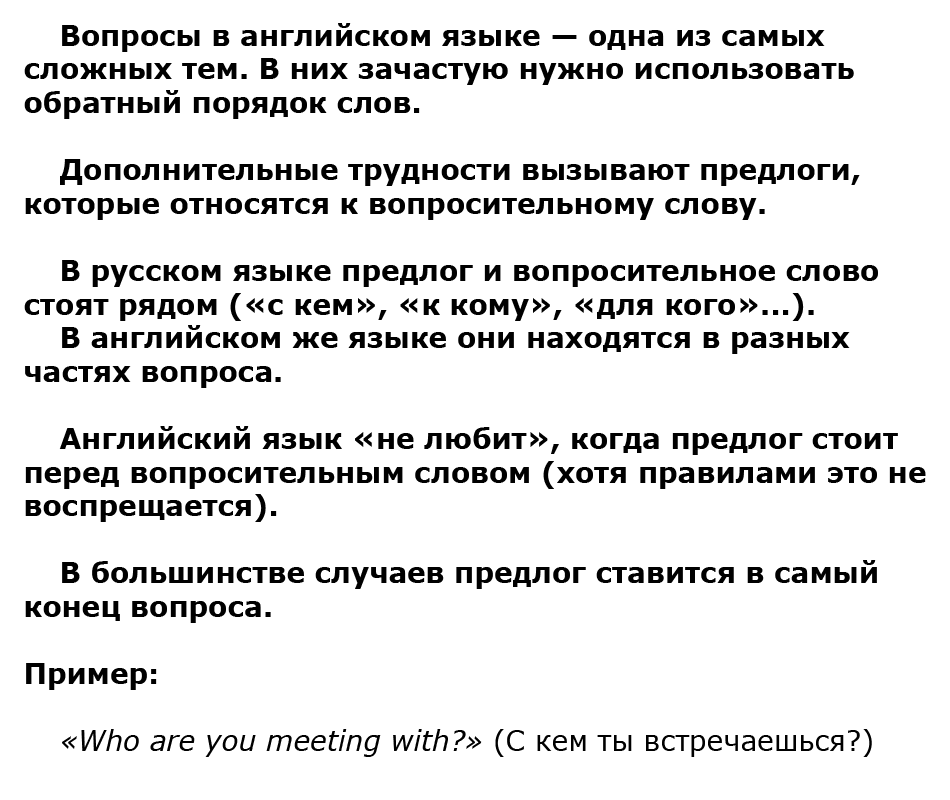 Вопросы в английском языке — одна из самых
сложных тем. В них зачастую нужно использовать
обратный порядок слов.
Дополнительные трудности вызывают предлоги,
которые относятся к вопросительному слову.
В русском языке предлог и вопросительное слово
стоят рядом («с кем», «к кому», «для кого»...).
В английском же языке они находятся в разных
частях вопроса.
Английский язык «не любит», когда предлог стоит
перед вопросительным словом (хотя правилами это не
воспрещается).
В большинстве случаев предлог ставится в самый
конец вопроса.
Пример:
«Who are you meeting with?» (С кем ты встречаешься?)